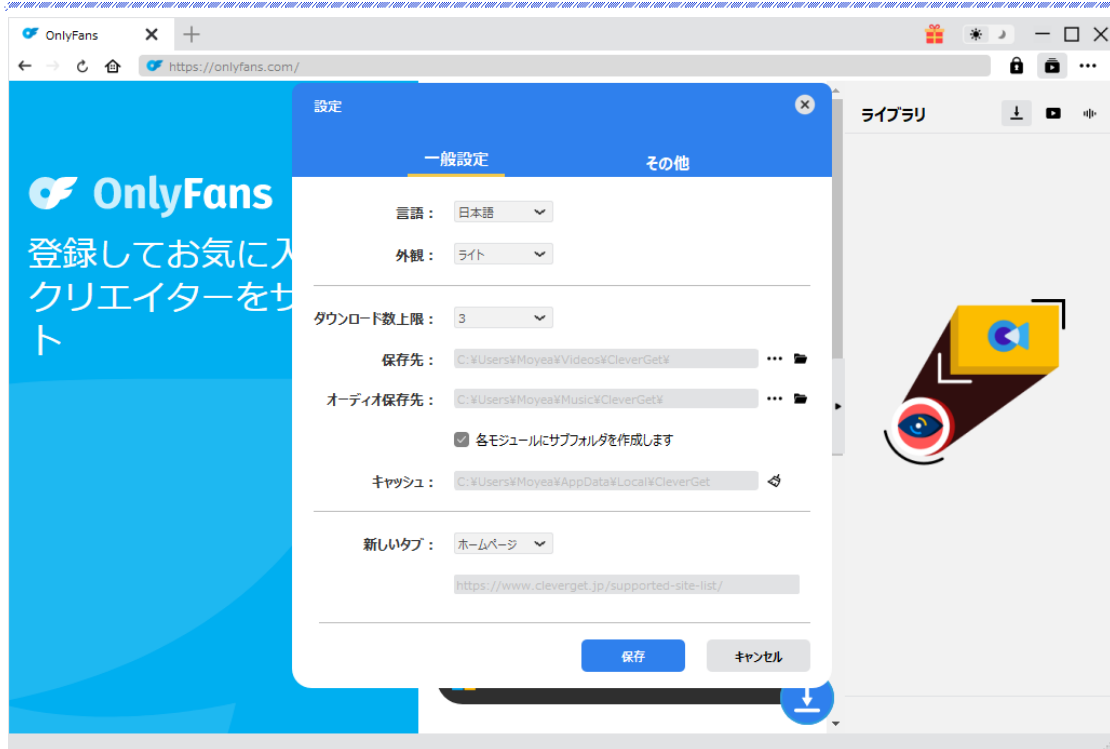 OnlyFans
https://onlyfans.com/
設定
ライブラリ
一般設定
その他
OnlyFans
登録してお気に入
クリエイターをサ
ト
言語：
日本語
外観：
ライト
ダウンロード数上限：
3
保存先：
C:¥Users¥Moyea¥Videos¥CleverGet¥
オーディオ保存先：
C:¥Users¥Moyea¥Music¥CleverGet¥
各モジュールにサブフォルダを作成します
キャッシュ：
C:¥Users¥Moyea¥AppData¥Local¥CleverGet
新しいタブ：
ホームページ
https://www.cleverget.jp/supported-site-list/
保存
キャンセル